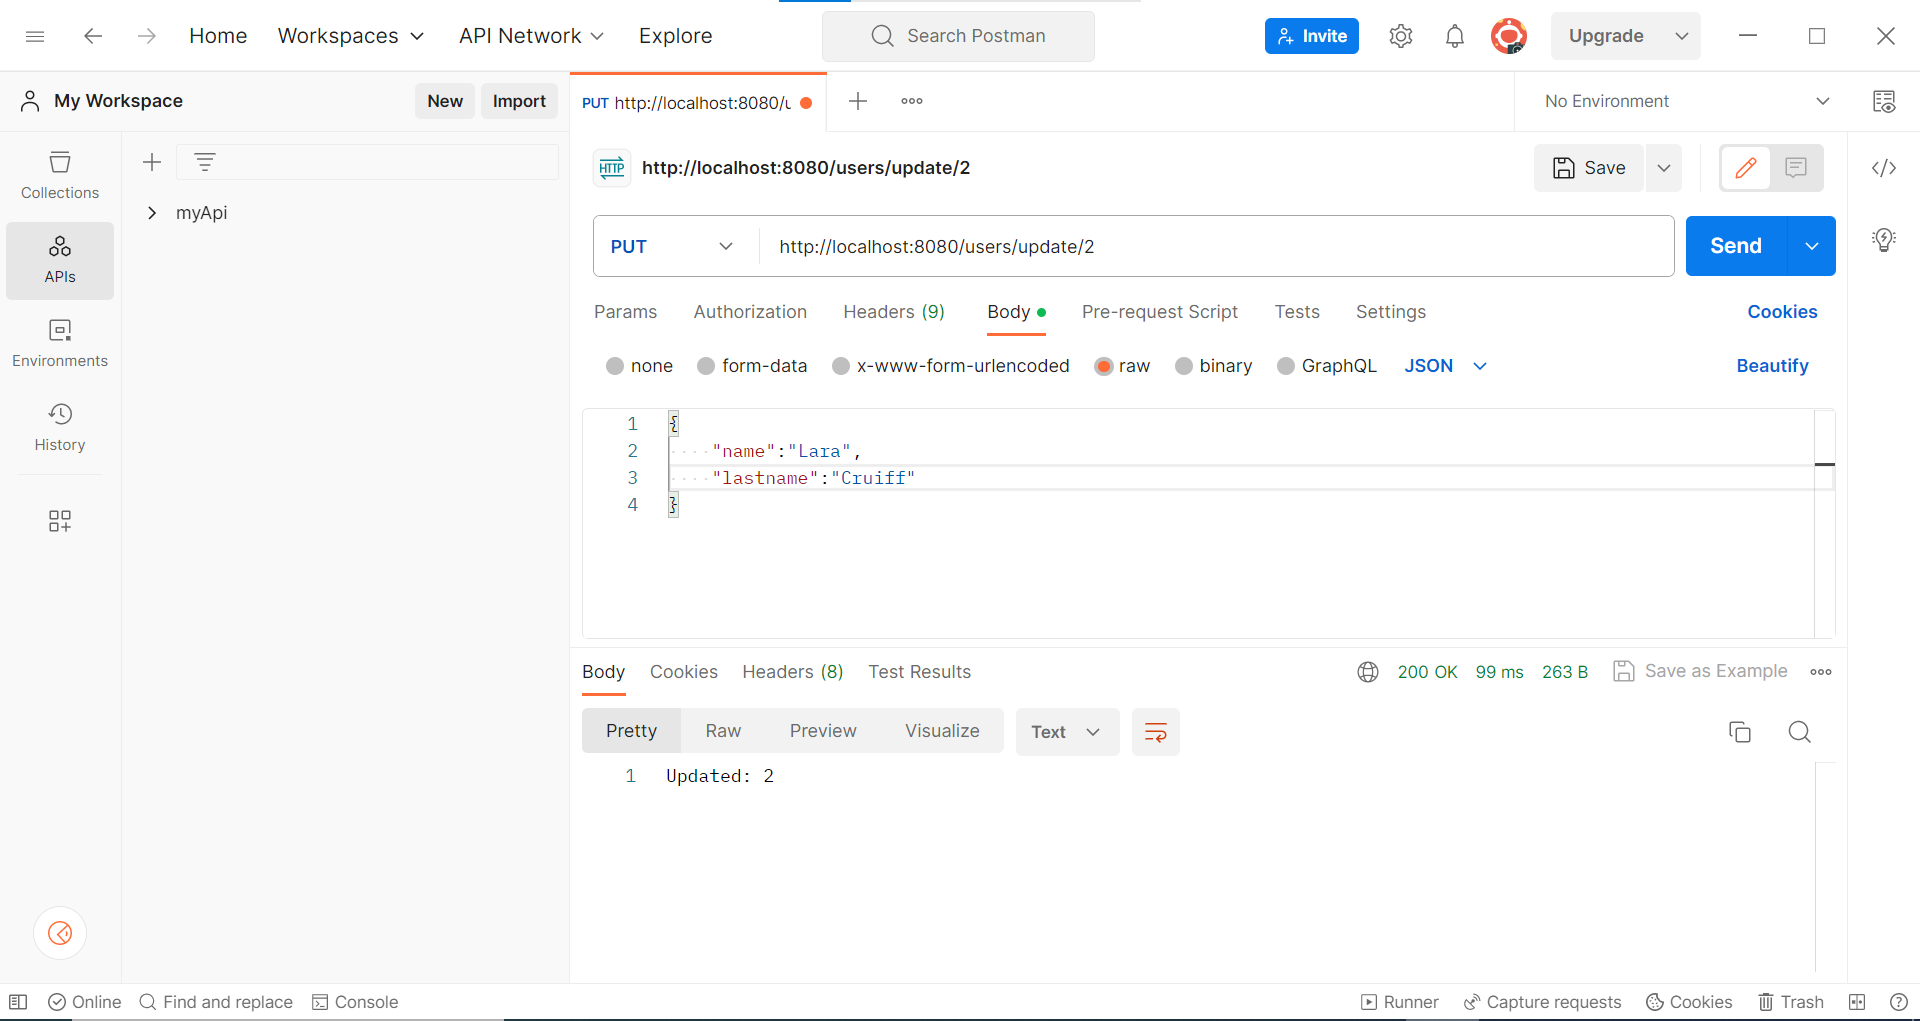 Home Workspaces API Network Explore Search Postman Invite Upgrade
My Workspace New Import PUT http://localhost:8080/u No Environment
Collections
APIs
Environments
History
myApi
HTTP http://localhost:8080/users/update/2 Save
PUT http://localhost:8080/users/update/2 Send
Params Authorization Headers (9) Body Pre-request Script Tests Settings Cookies
none form-data x-www-form-urlencoded raw binary GraphQL JSON Beautify
1 {
2 "name":"Lara",
3 "lastname":"Cruiff"
4 }
Body Cookies Headers (8) Test Results 200 OK 99 ms 263 B Save as Example
Pretty Raw Preview Visualize Text
1 Updated: 2
Online Find and replace Console Runner Capture requests Cookies Trash